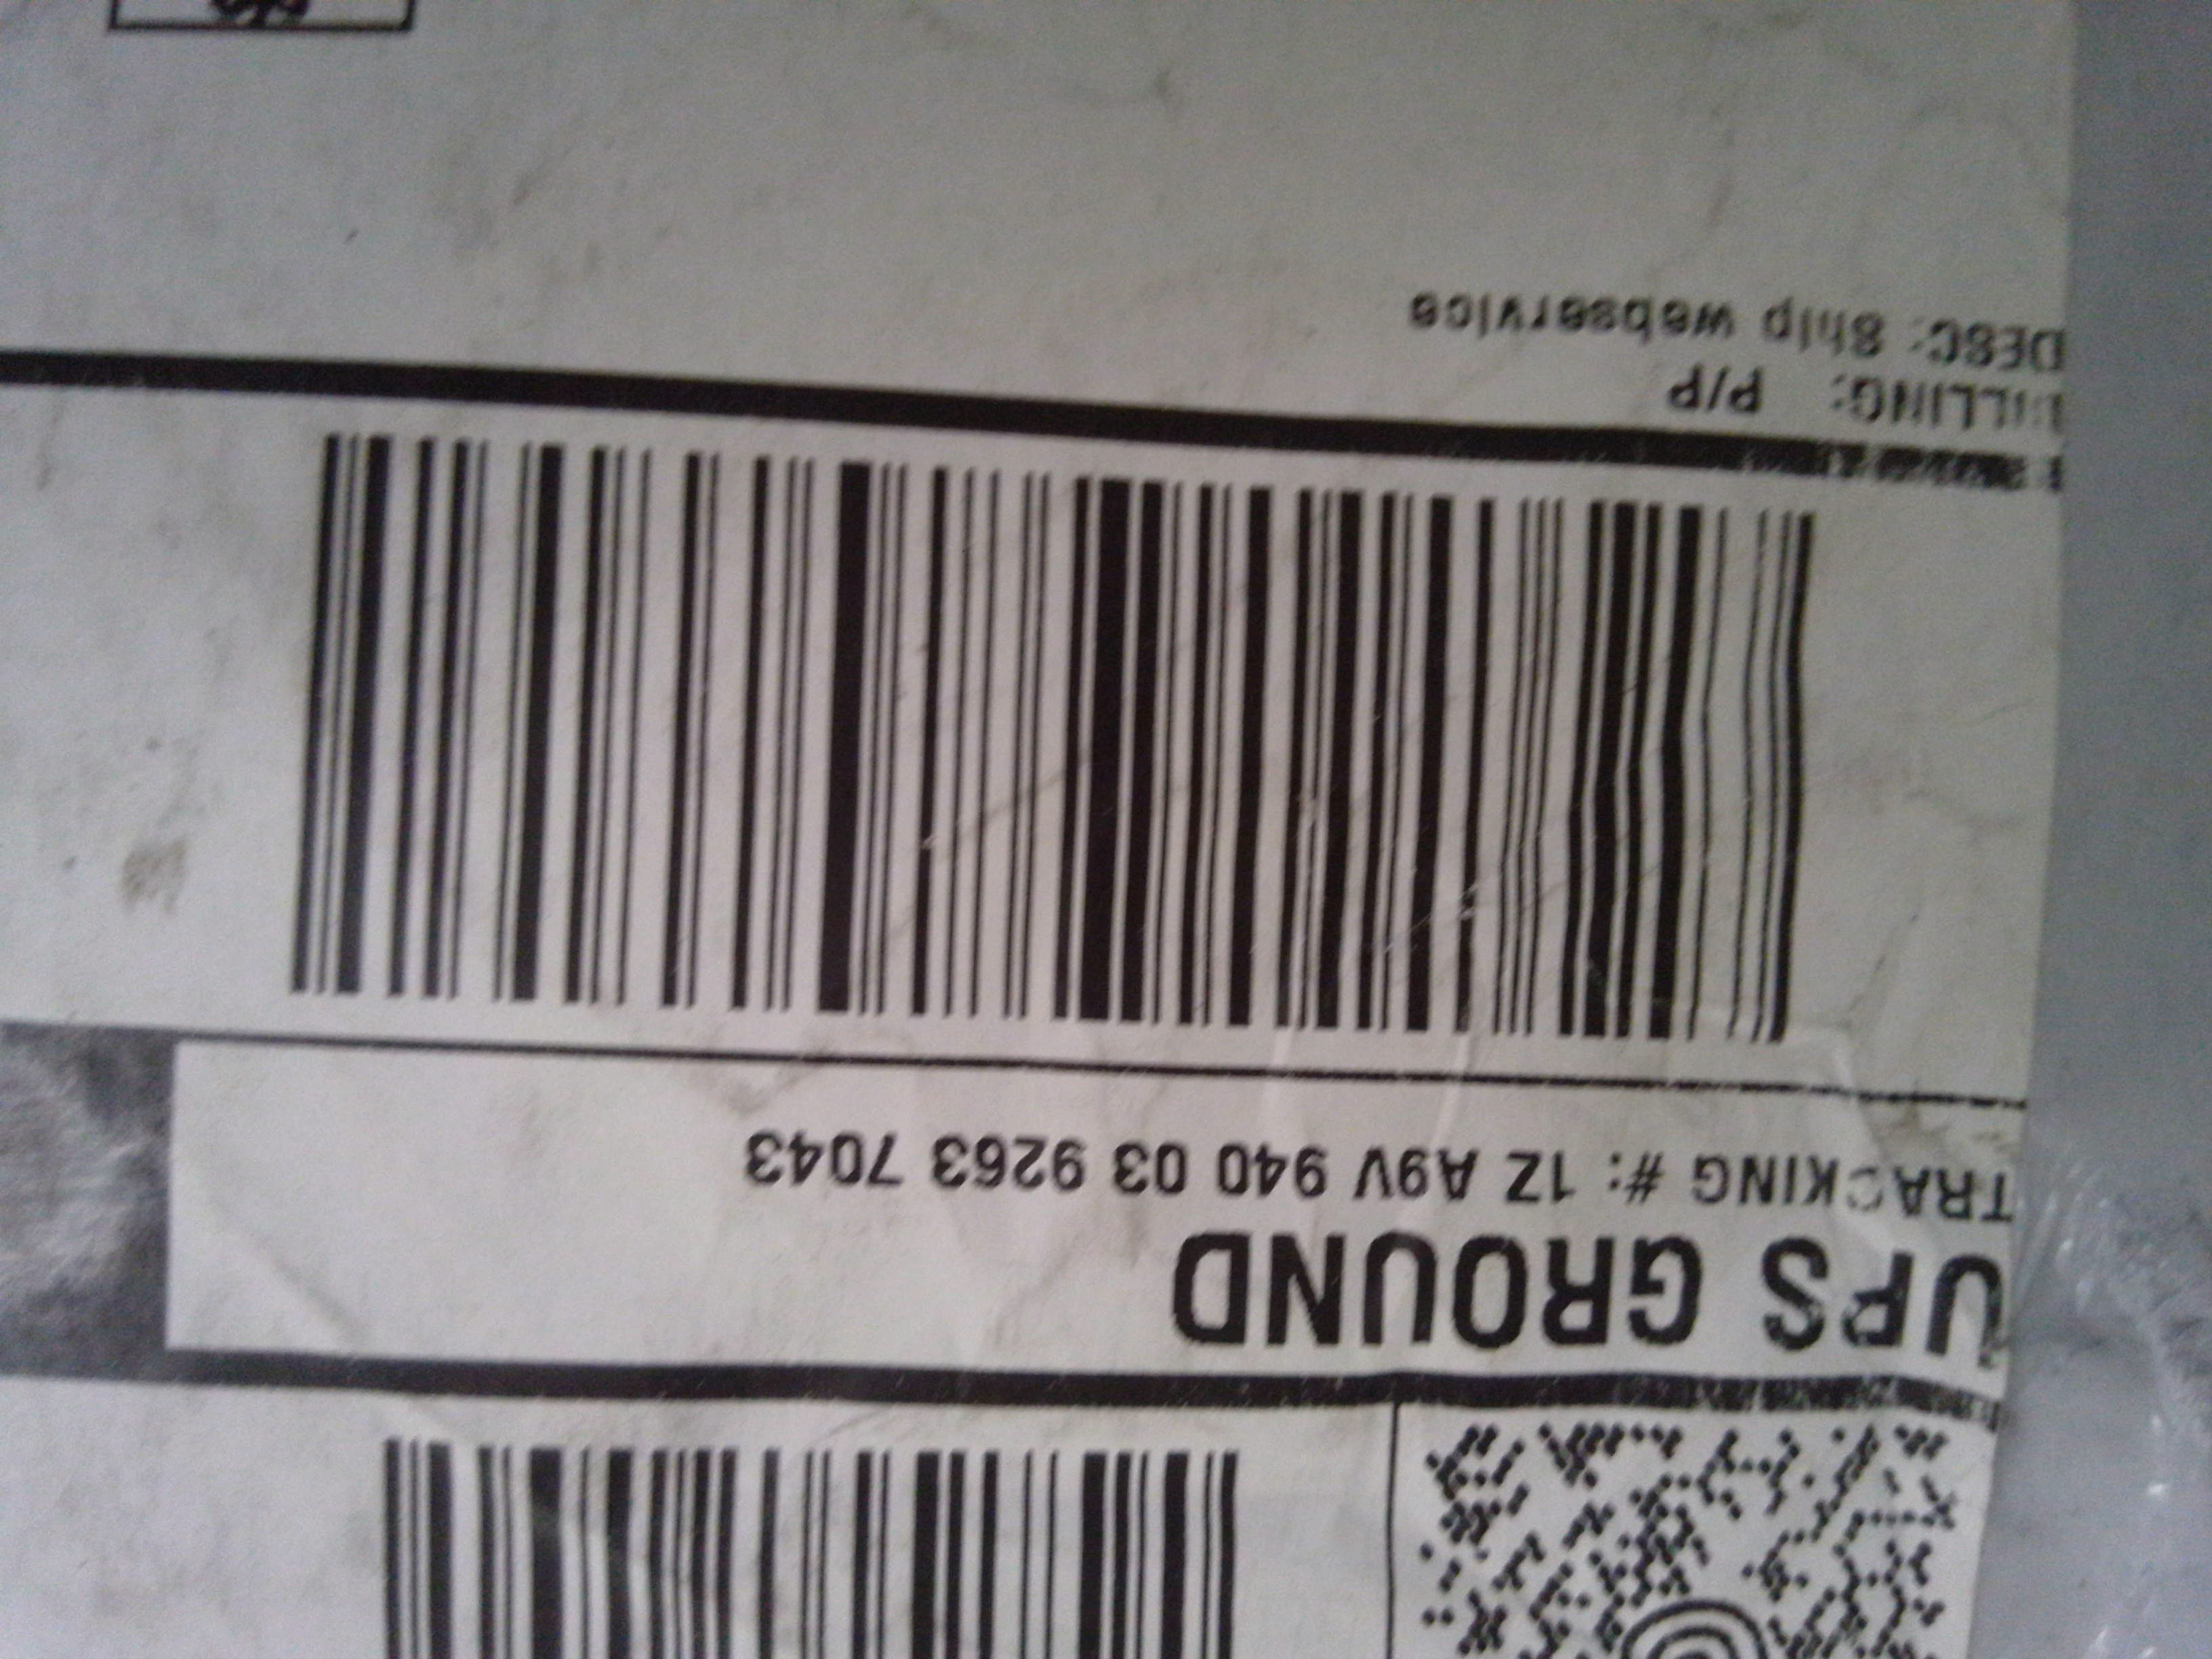 UPS GROUND
TRACKING #: 1Z A9V 940 03 9263 7043
BILLING: P/P
DESC: Ship webservice